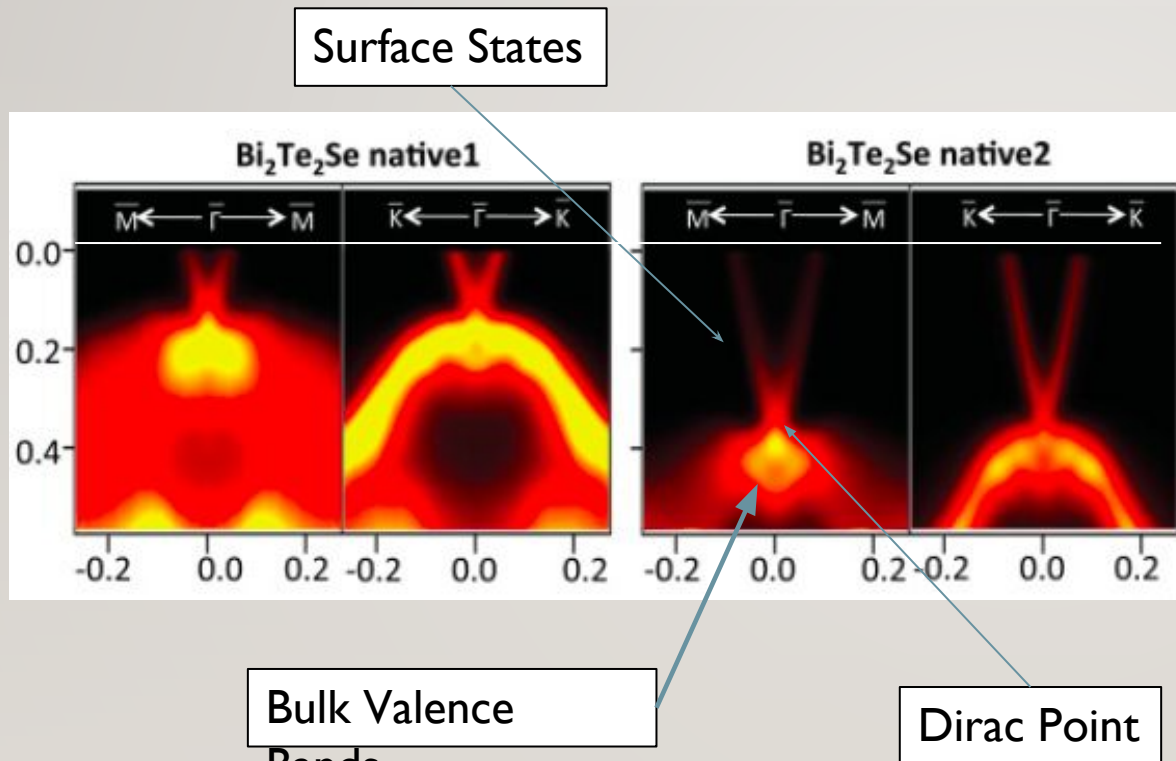 Surface States
Bi₂Te₂Se native1
Bi₂Te₂Se native2
M̅ ← Γ̅ → M̅
K̅ ← Γ̅ → K̅
M̅ ← Γ̅ → M̅
K̅ ← Γ̅ → K̅
0.0
0.2
0.4
-0.2 0.0 0.2 -0.2 0.0 0.2
-0.2 0.0 0.2 -0.2 0.0 0.2
Bulk Valence
Dirac Point